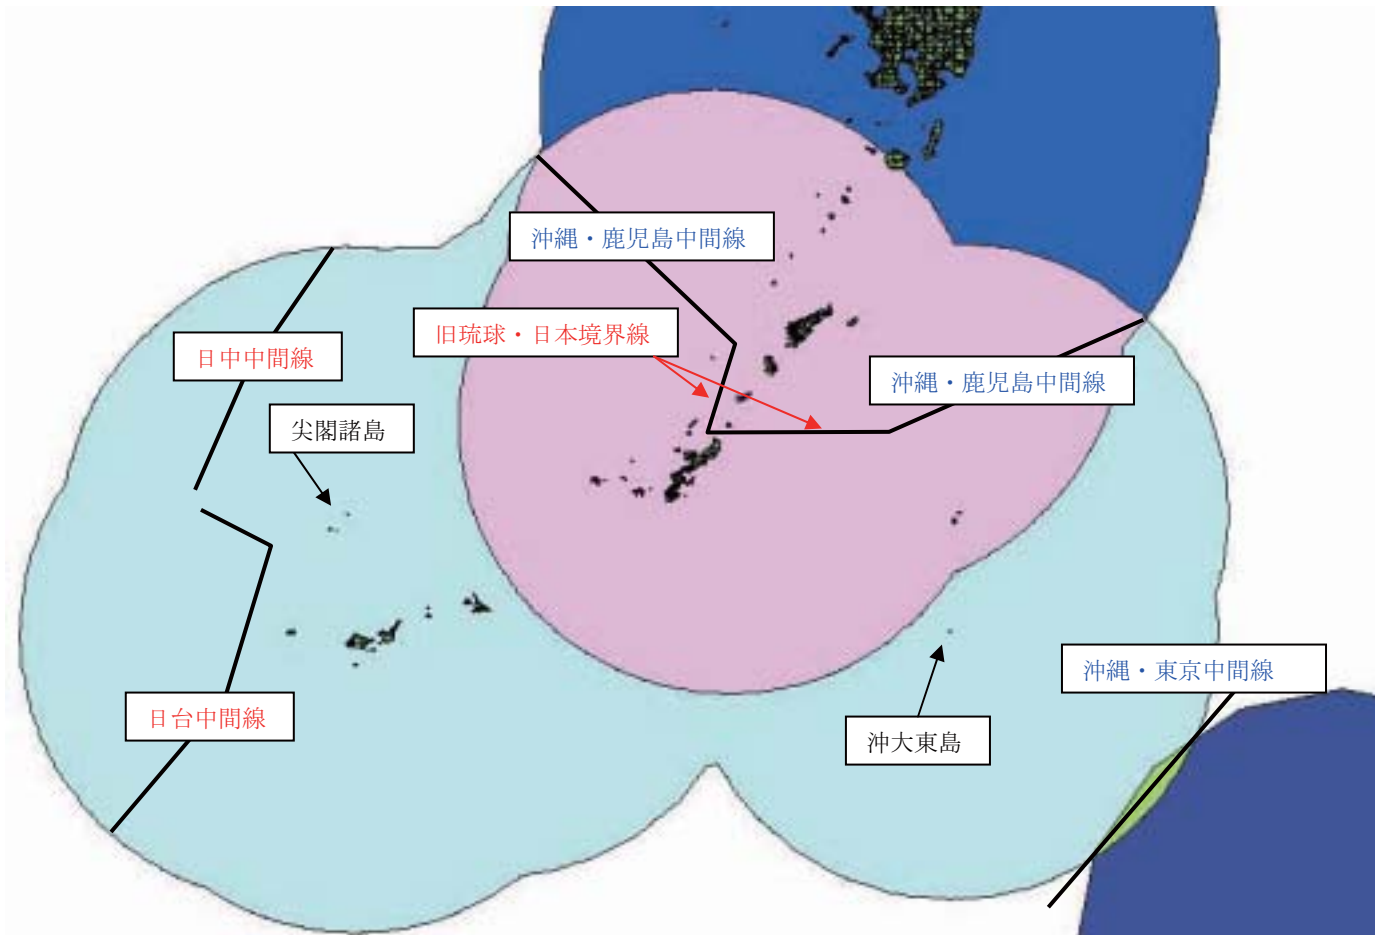 沖縄・鹿児島中間線
旧琉球・日本境界線
日中中間線
沖縄・鹿児島中間線
尖閣諸島
沖縄・東京中間線
日台中間線
沖大東島